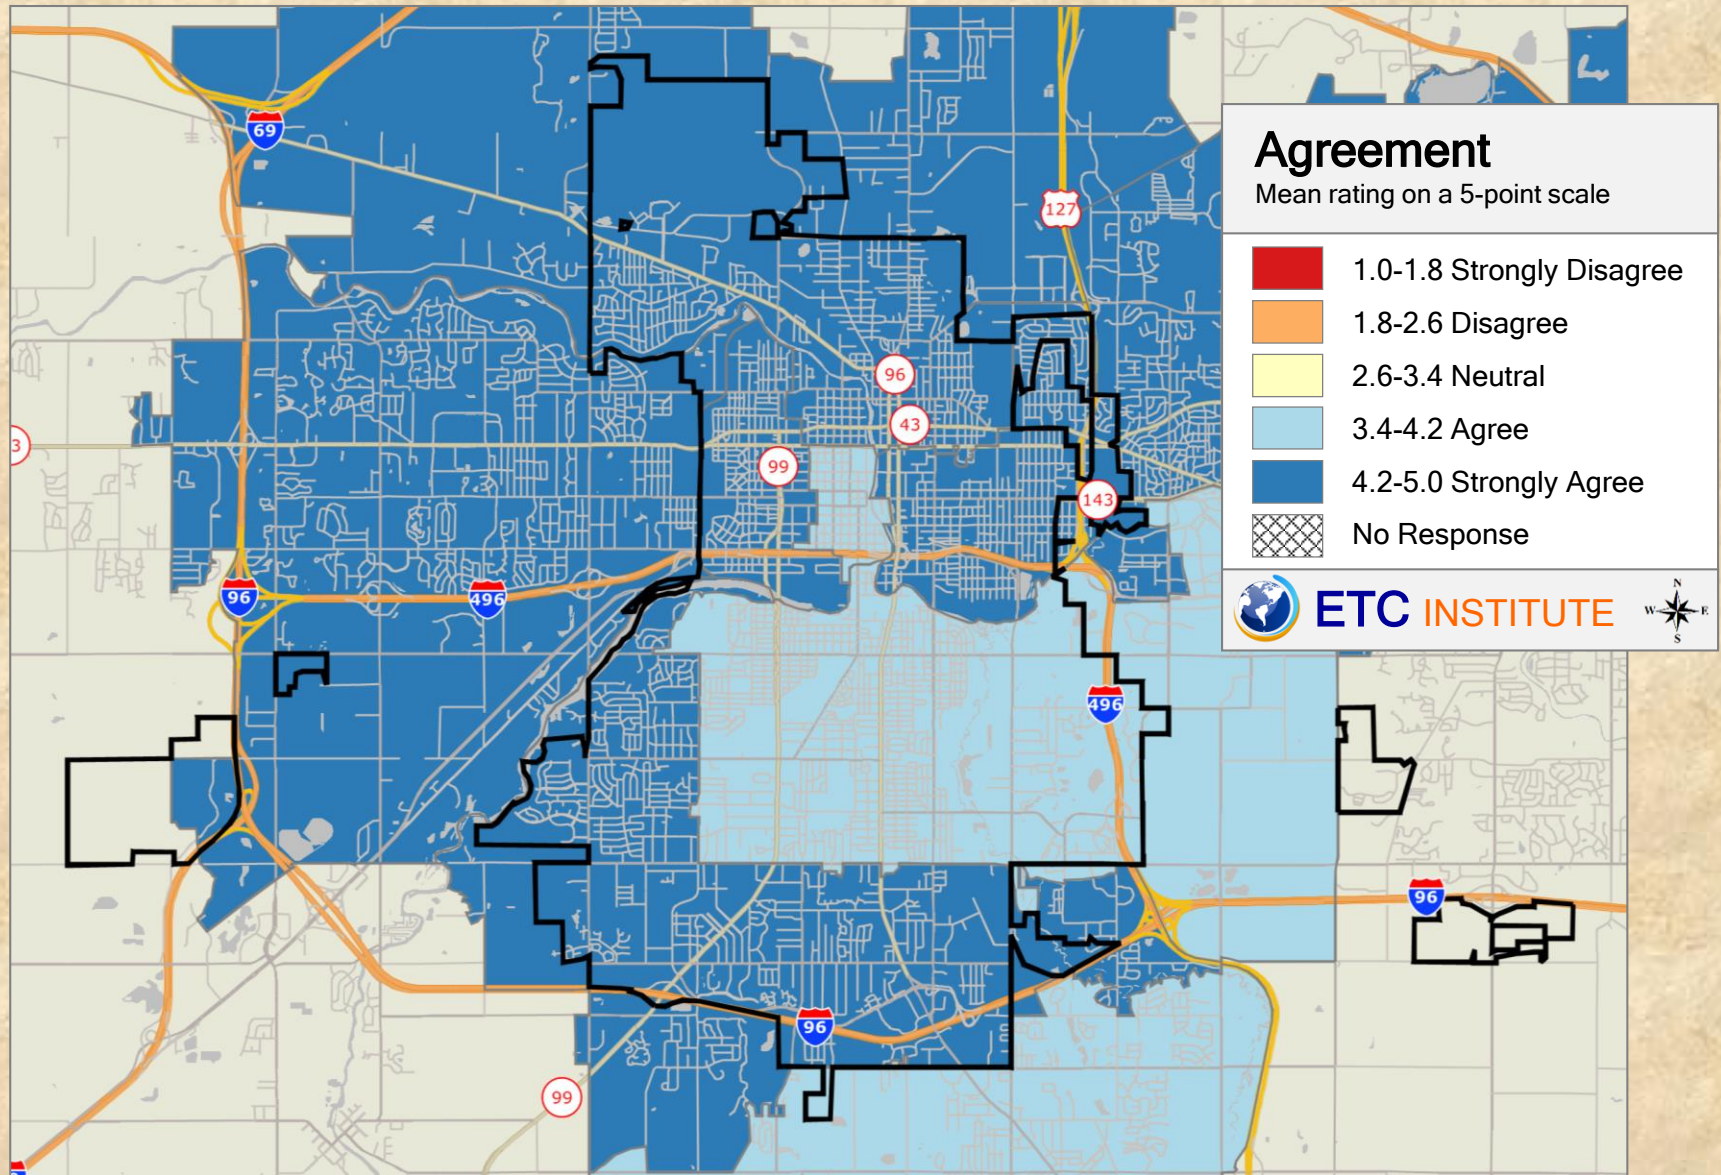 69
127
Agreement
Mean rating on a 5-point scale
1.0-1.8 Strongly Disagree
1.8-2.6 Disagree
2.6-3.4 Neutral
3.4-4.2 Agree
4.2-5.0 Strongly Agree
No Response
ETC INSTITUTE
N
W E
S
96
43
3
99
143
96
496
496
96
96
99